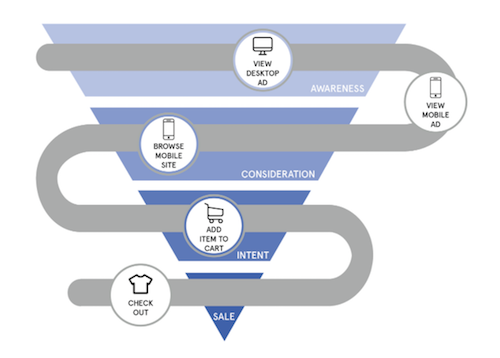 VIEW
DESKTOP
AD
AWARENESS
VIEW
MOBILE
AD
BROWSE
MOBILE
SITE
CONSIDERATION
ADD
ITEM TO
CART
INTENT
CHECK
OUT
SALE